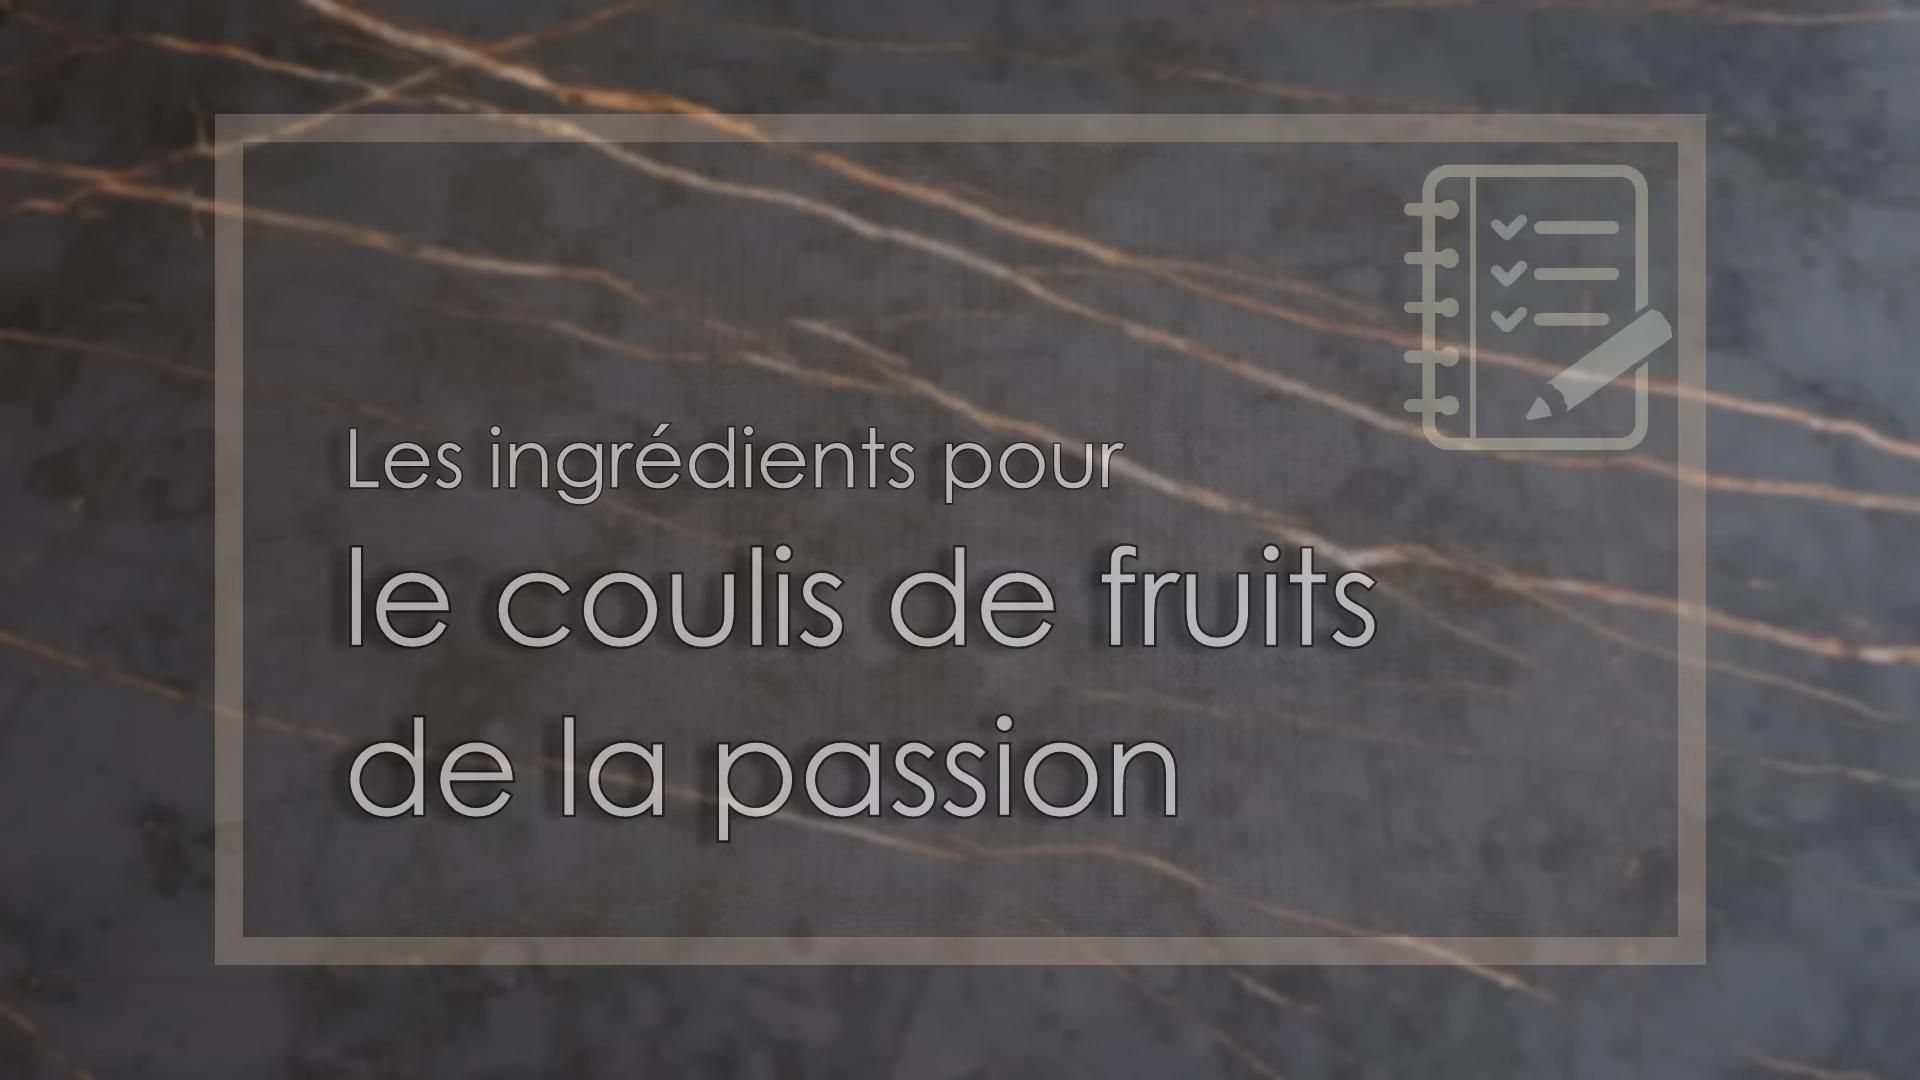 Les ingrédients pour
le coulis de fruits
de la passion